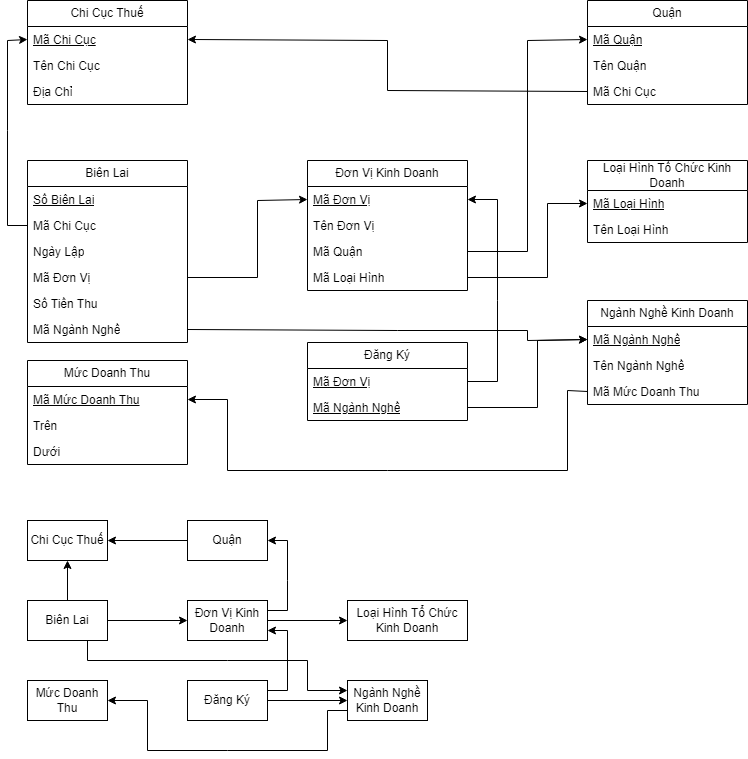 Chi Cục Thuế
Mã Chi Cục
Tên Chi Cục
Địa Chỉ
Quận
Mã Quận
Tên Quận
Mã Chi Cục
Biên Lai
Số Biên Lai
Mã Chi Cục
Ngày Lập
Mã Đơn Vị
Số Tiền Thu
Mã Ngành Nghề
Đơn Vị Kinh Doanh
Mã Đơn Vị
Tên Đơn Vị
Mã Quận
Mã Loại Hình
Loại Hình Tổ Chức Kinh
Doanh
Mã Loại Hình
Tên Loại Hình
Ngành Nghề Kinh Doanh
Mã Ngành Nghề
Tên Ngành Nghề
Mã Mức Doanh Thu
Đăng Ký
Mã Đơn Vị
Mã Ngành Nghề
Mức Doanh Thu
Mã Mức Doanh Thu
Trên
Dưới
Chi Cục Thuế
Quận
Biên Lai
Đơn Vị Kinh
Doanh
Loại Hình Tổ Chức
Kinh Doanh
Mức Doanh
Thu
Đăng Ký
Ngành Nghề
Kinh Doanh